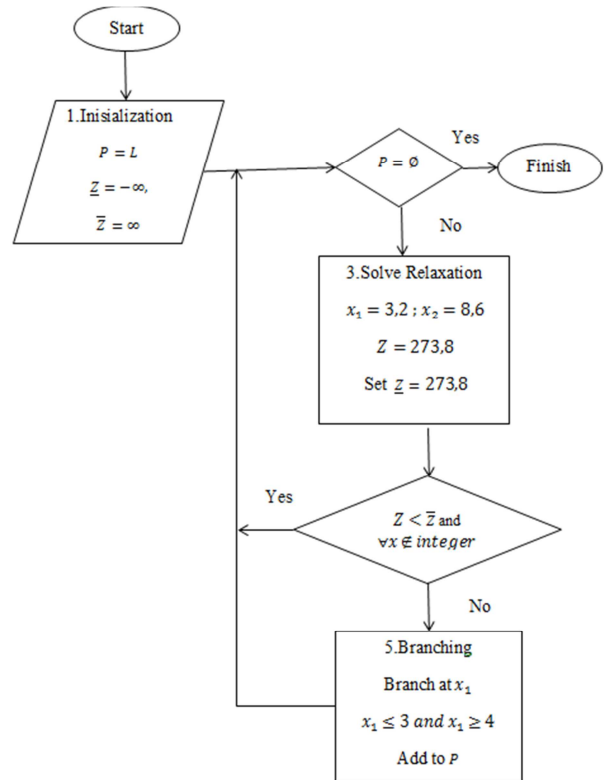 Start
1.Inisialization
P = L
z̲ = −∞,
z̅ = ∞
P = ∅
Yes
Finish
No
3.Solve Relaxation
x₁ = 3,2 ; x₂ = 8,6
Z = 273,8
Set z̲ = 273,8
Yes
Z < z̅ and
∀x ∉ integer
No
5.Branching
Branch at x₁
x₁ ≤ 3 and x₁ ≥ 4
Add to P